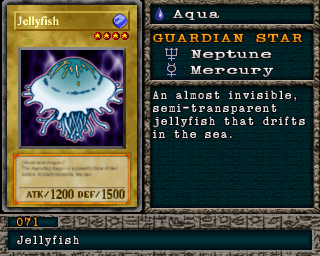 Jellyfish
ATK/1200 DEF/1500
Aqua
GUARDIAN STAR
Neptune
Mercury
An almost invisible,
semi-transparent
jellyfish that drifts
in the sea.
071
Jellyfish